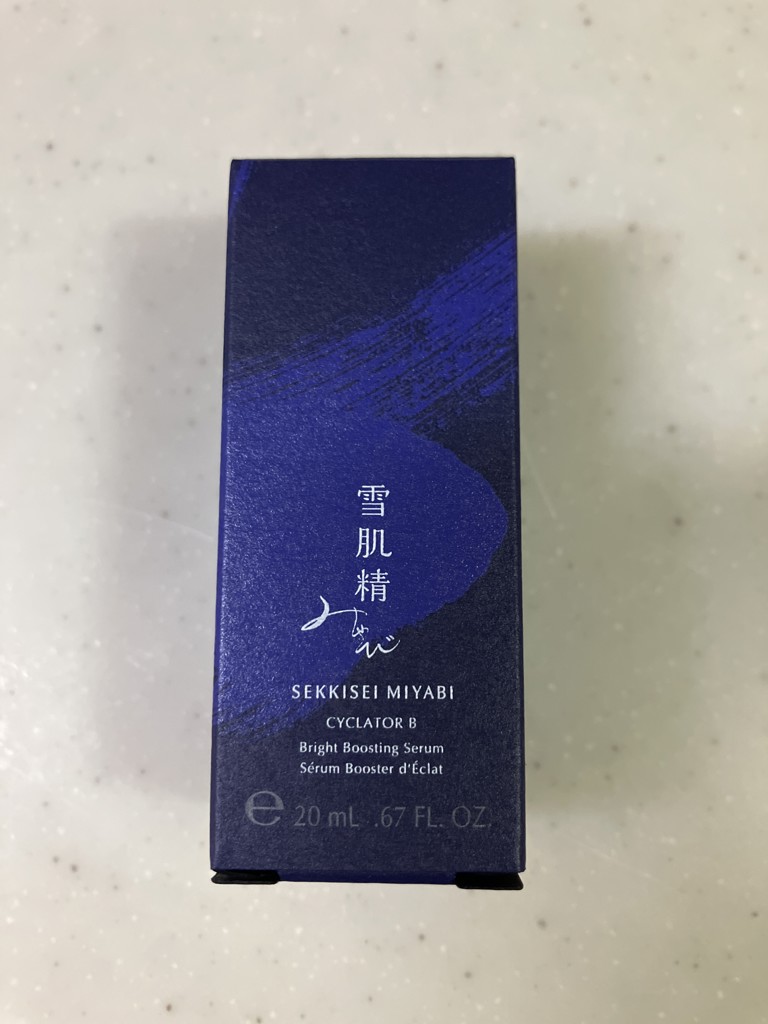 雪肌精
みやび
SEKKISEI MIYABI
CYCLATOR B
Bright Boosting Serum
Sérum Booster d'Éclat
℮ 20 mL .67 FL. OZ.